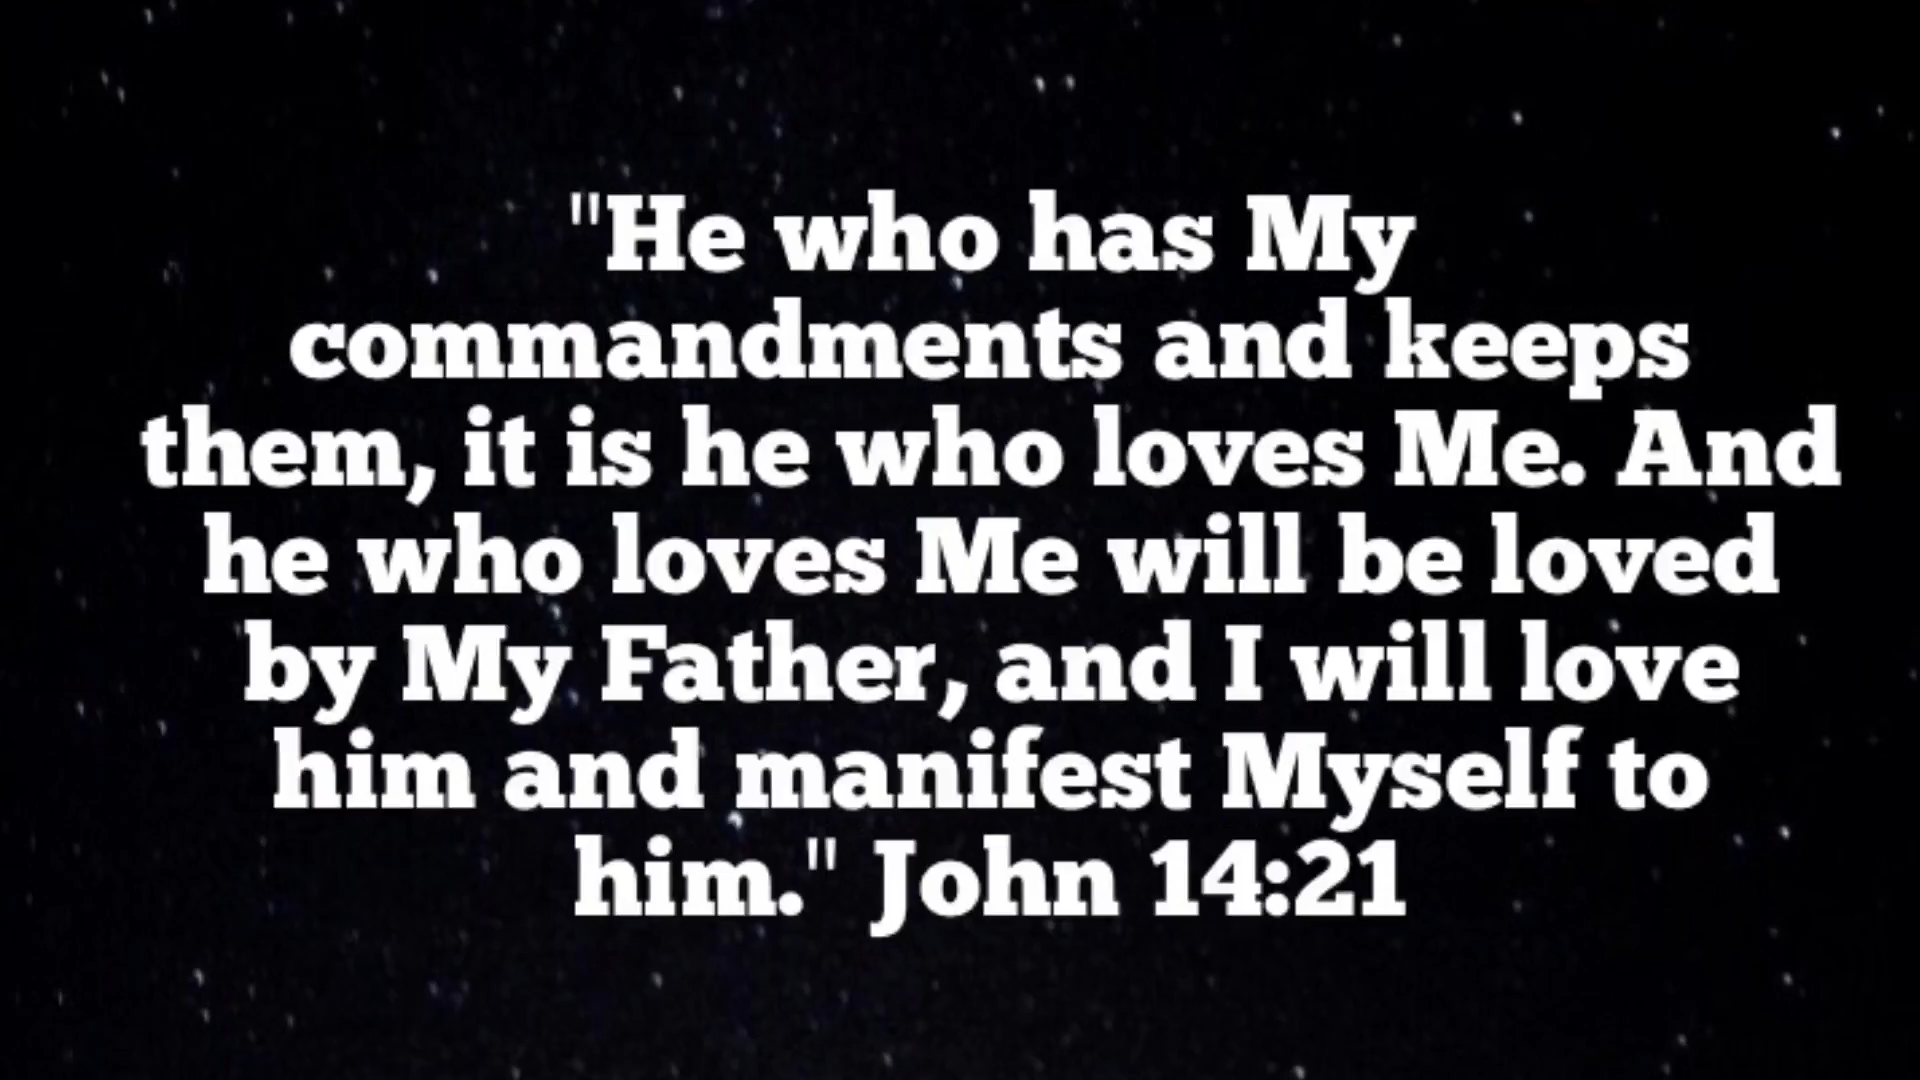 "He who has My
commandments and keeps
them, it is he who loves Me. And
he who loves Me will be loved
by My Father, and I will love
him and manifest Myself to
him." John 14:21